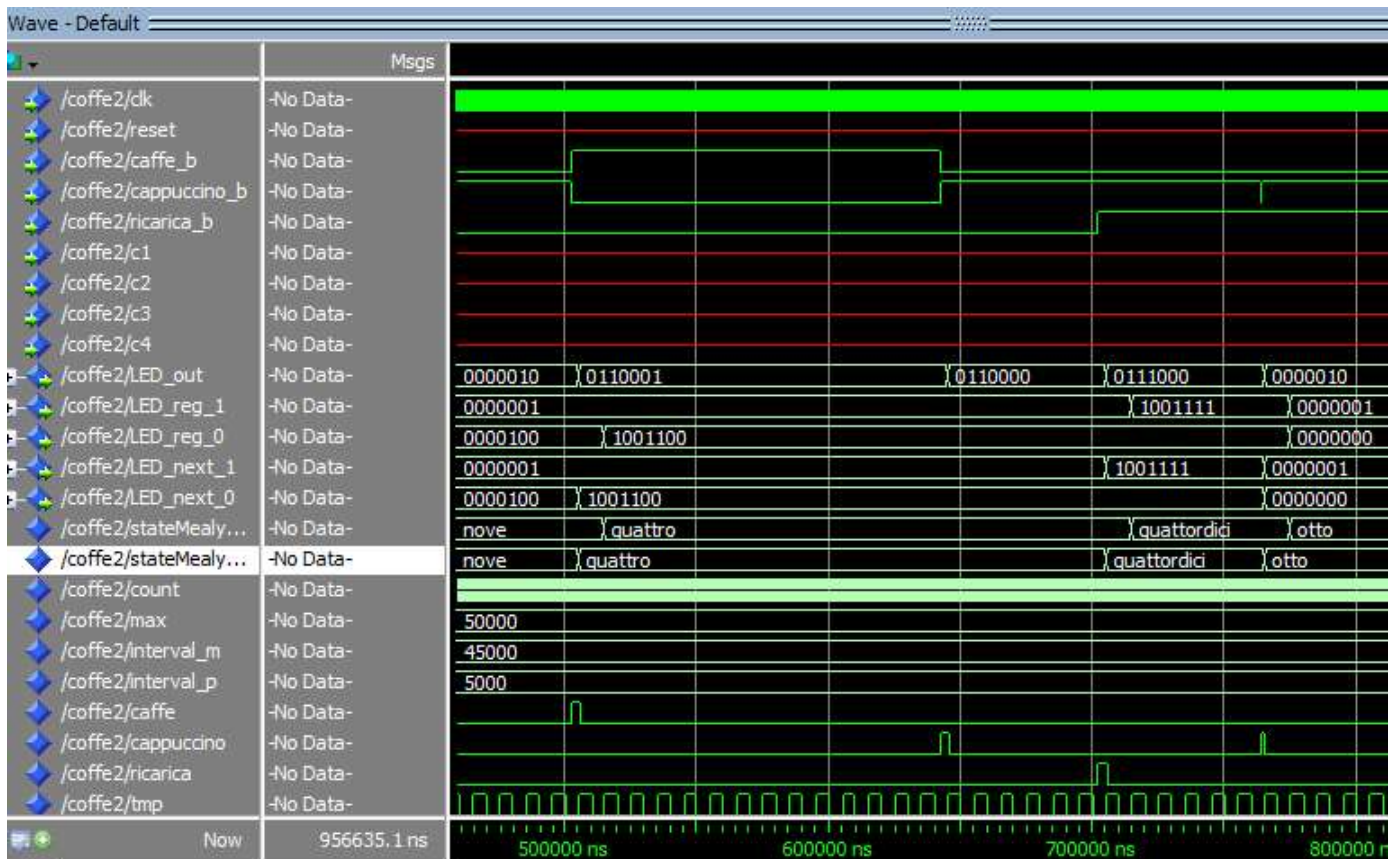 Wave - Default
Msgs
/coffe2/clk -No Data-
/coffe2/reset -No Data-
/coffe2/caffe_b -No Data-
/coffe2/cappuccino_b -No Data-
/coffe2/ricarica_b -No Data-
/coffe2/c1 -No Data-
/coffe2/c2 -No Data-
/coffe2/c3 -No Data-
/coffe2/c4 -No Data-
/coffe2/LED_out -No Data- 0000010 0110001 0110000 0111000 0000010
/coffe2/LED_reg_1 -No Data- 0000001 1001111 0000001
/coffe2/LED_reg_0 -No Data- 0000100 1001100 0000000
/coffe2/LED_next_1 -No Data- 0000001 1001111 0000001
/coffe2/LED_next_0 -No Data- 0000100 1001100 0000000
/coffe2/stateMealy... -No Data- nove quattro quattordici otto
/coffe2/stateMealy... -No Data- nove quattro quattordici otto
/coffe2/count -No Data-
/coffe2/max -No Data- 50000
/coffe2/interval_m -No Data- 45000
/coffe2/interval_p -No Data- 5000
/coffe2/caffe -No Data-
/coffe2/cappuccino -No Data-
/coffe2/ricarica -No Data-
/coffe2/tmp -No Data-
Now 956635.1 ns 500000 ns 600000 ns 700000 ns 800000 n